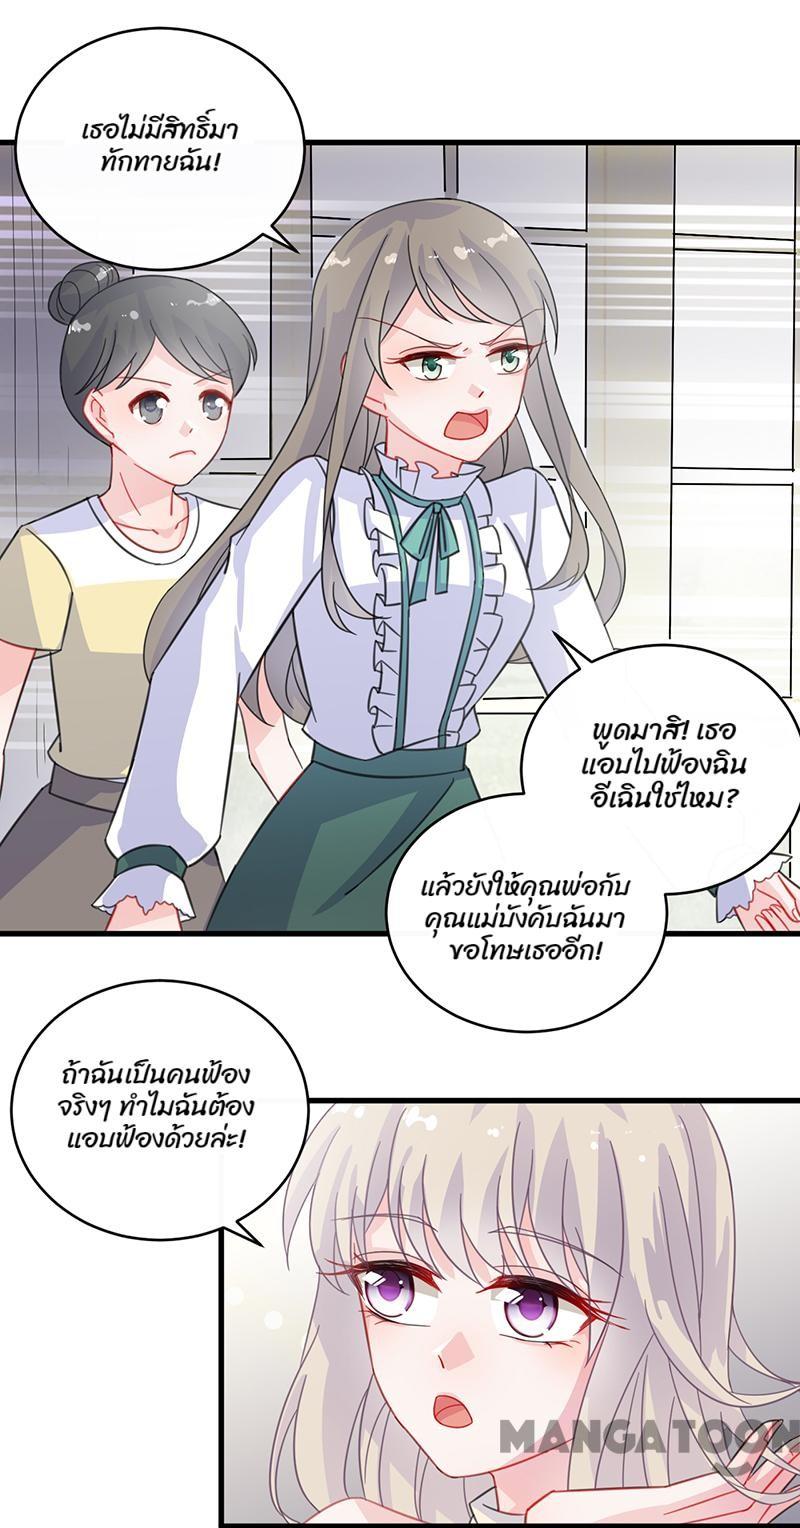 เธอไม่มีสิทธิ์มา
ทักทายฉัน!
พูดมาสิ! เธอ
แอบไปฟ้องฉิน
อีเฉินใช่ไหม?
แล้วยังให้คุณพ่อกับ
คุณแม่บังคับฉันมา
ขอโทษเธออีก!
ถ้าฉันเป็นคนฟ้อง
จริงๆ ทำไมฉันต้อง
แอบฟ้องด้วยล่ะ!
MANGATOON